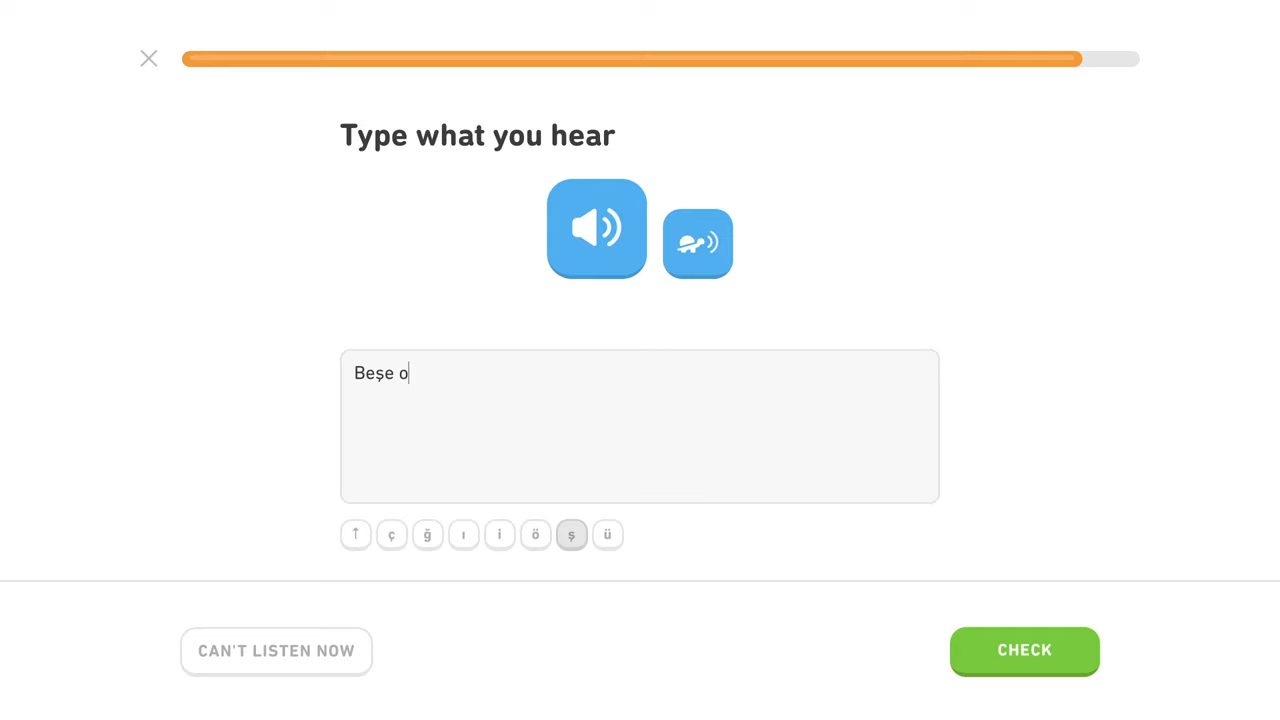 Type what you hear
Beşe o
↑ ç ğ ı i ö ş ü
CAN'T LISTEN NOW
CHECK